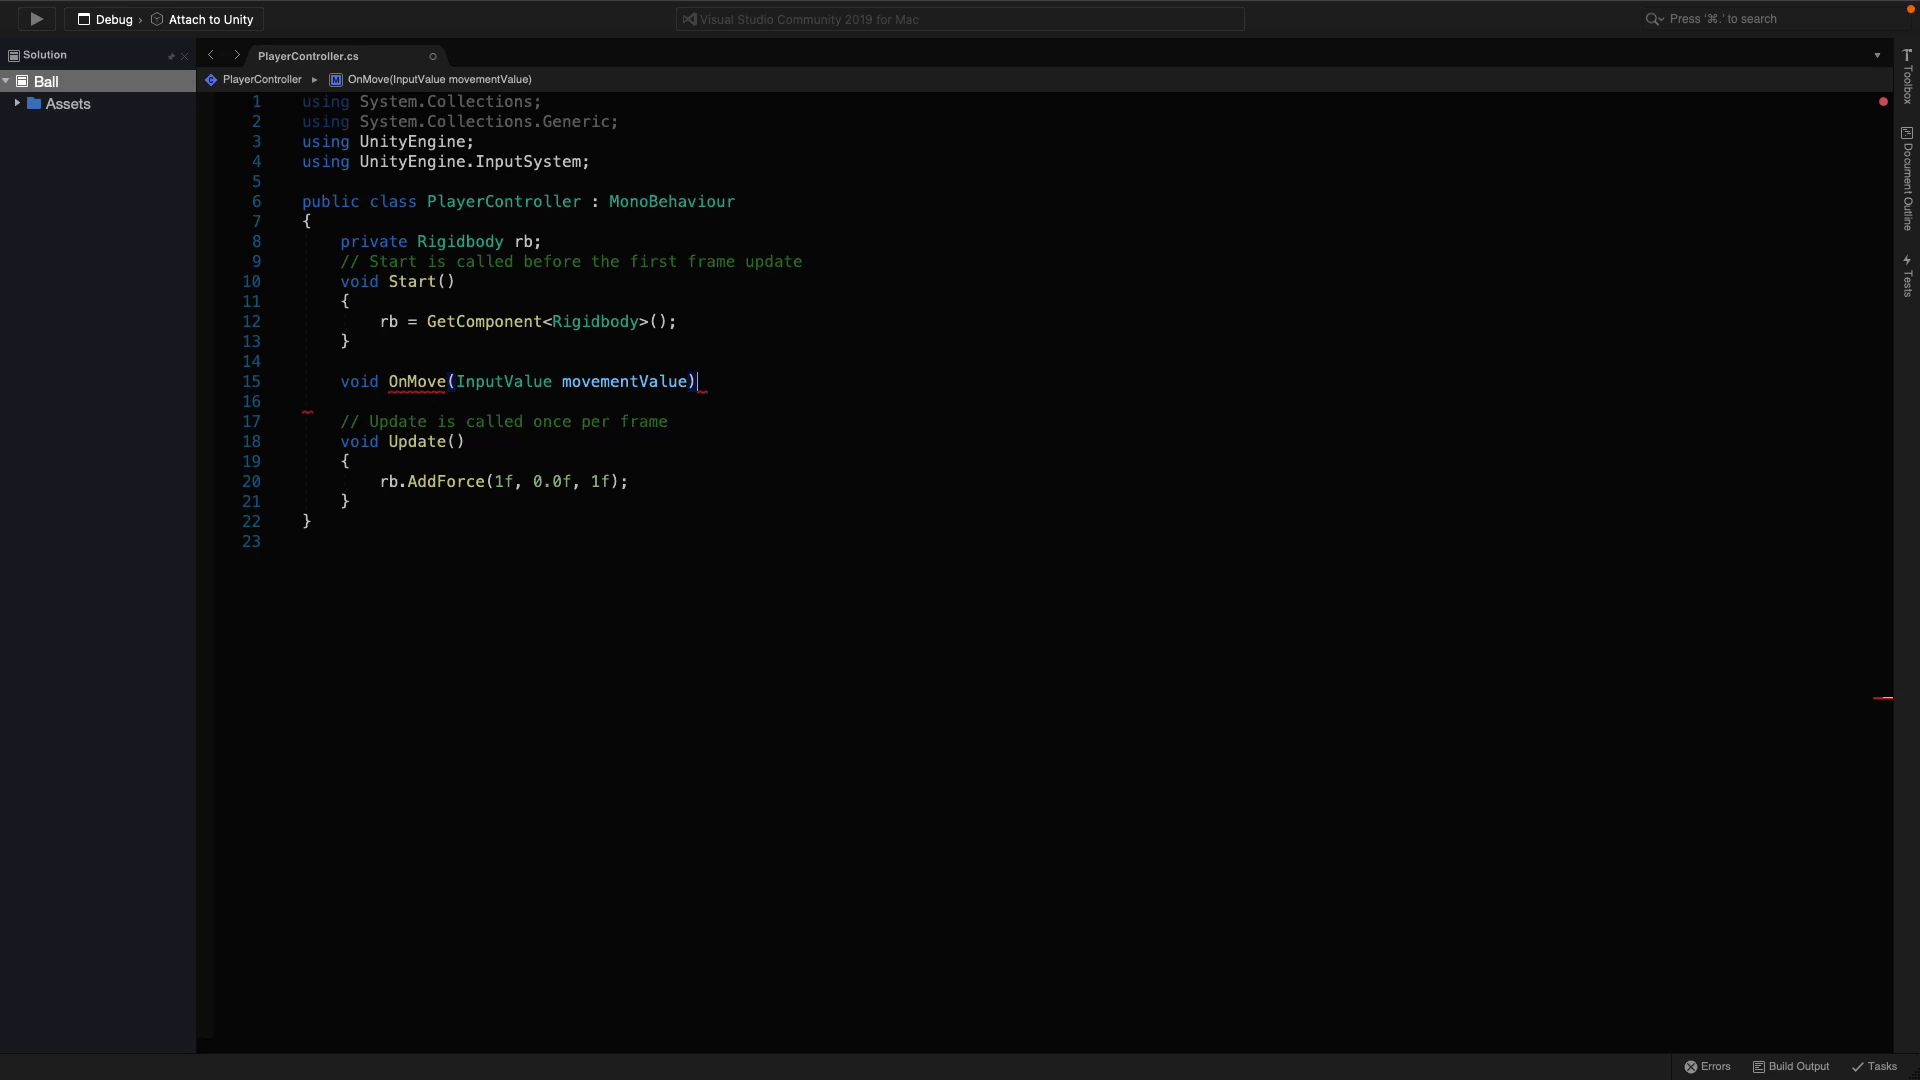 Debug › Attach to Unity
Visual Studio Community 2019 for Mac
Press '⌘.' to search
Solution
Ball
Assets
PlayerController.cs
PlayerController ▸ OnMove(InputValue movementValue)
1 using System.Collections;
2 using System.Collections.Generic;
3 using UnityEngine;
4 using UnityEngine.InputSystem;
5
6 public class PlayerController : MonoBehaviour
7 {
8 private Rigidbody rb;
9 // Start is called before the first frame update
10 void Start()
11 {
12 rb = GetComponent<Rigidbody>();
13 }
14
15 void OnMove(InputValue movementValue)
16
17 // Update is called once per frame
18 void Update()
19 {
20 rb.AddForce(1f, 0.0f, 1f);
21 }
22 }
23
Toolbox
Document Outline
Tests
Errors
Build Output
Tasks